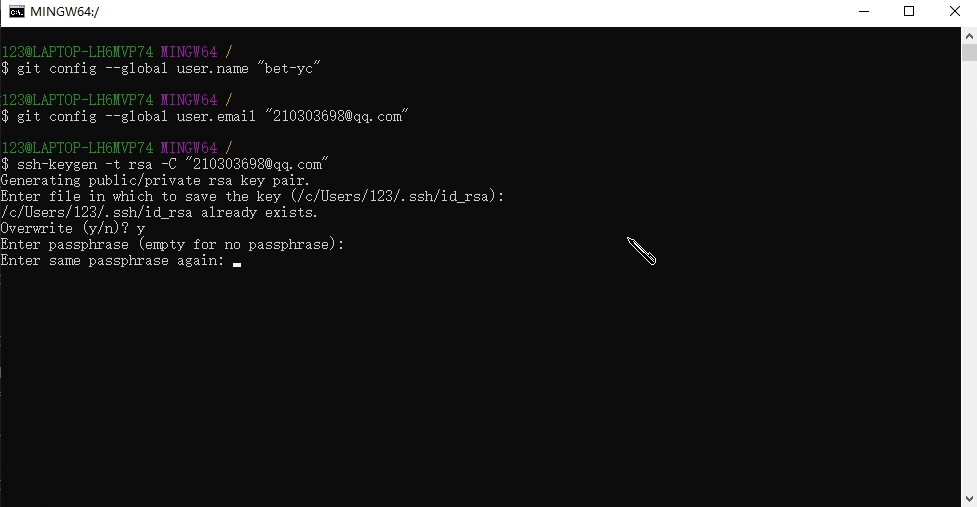 MINGW64:/
123@LAPTOP-LH6MVP74 MINGW64 /
$ git config --global user.name "bet-yc"
123@LAPTOP-LH6MVP74 MINGW64 /
$ git config --global user.email "210303698@qq.com"
123@LAPTOP-LH6MVP74 MINGW64 /
$ ssh-keygen -t rsa -C "210303698@qq.com"
Generating public/private rsa key pair.
Enter file in which to save the key (/c/Users/123/.ssh/id_rsa):
/c/Users/123/.ssh/id_rsa already exists.
Overwrite (y/n)? y
Enter passphrase (empty for no passphrase):
Enter same passphrase again: